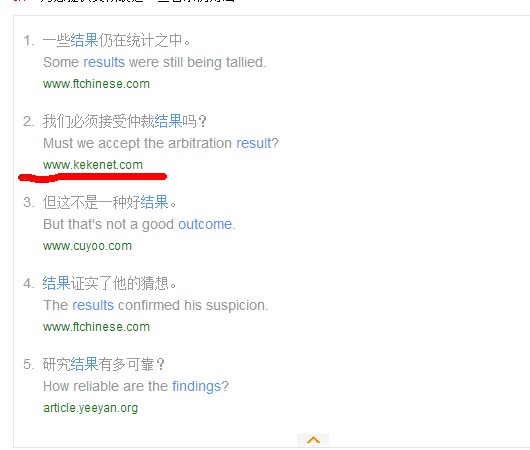 1. 一些结果仍在统计之中。
Some results were still being tallied.
www.ftchinese.com
2. 我们必须接受仲裁结果吗？
Must we accept the arbitration result?
www.kekenet.com
3. 但这不是一种好结果。
But that's not a good outcome.
www.cuyoo.com
4. 结果证实了他的猜想。
The results confirmed his suspicion.
www.ftchinese.com
5. 研究结果有多可靠？
How reliable are the findings?
article.yeeyan.org